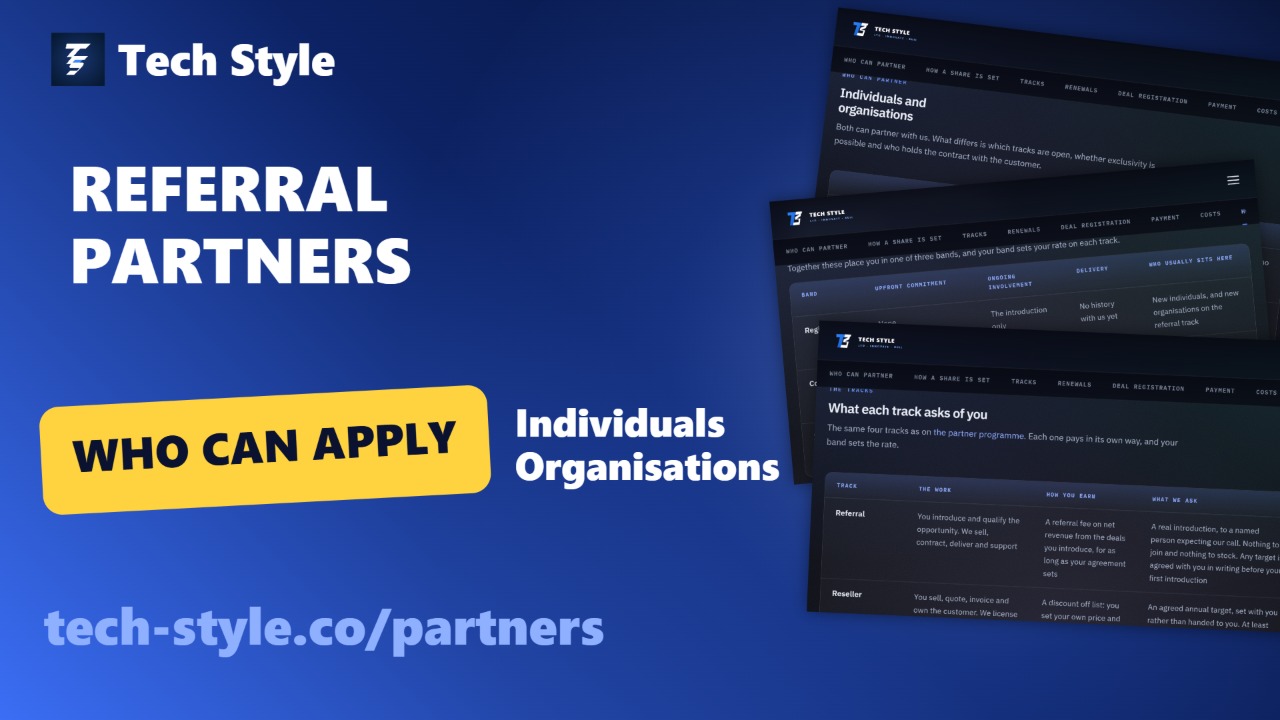 Tech Style
REFERRAL
PARTNERS
WHO CAN APPLY
Individuals
Organisations
tech-style.co/partners
TECH STYLE
WHO CAN PARTNER HOW A SHARE IS SET TRACKS RENEWALS DEAL REGISTRATION PAYMENT COSTS
WHO CAN PARTNER
Individuals and
organisations
Both can partner with us. What differs is which tracks are open, whether exclusivity is
possible and who holds the contract with the customer.
TECH STYLE
WHO CAN PARTNER HOW A SHARE IS SET TRACKS RENEWALS DEAL REGISTRATION PAYMENT COSTS
Together these place you in one of three bands, and your band sets your rate on each track.
BAND UPFRONT COMMITMENT ONGOING INVOLVEMENT DELIVERY WHO USUALLY SITS HERE
The introduction only No history with us yet New individuals, and new organisations on the referral track
TECH STYLE
WHO CAN PARTNER HOW A SHARE IS SET TRACKS RENEWALS DEAL REGISTRATION PAYMENT COSTS
THE TRACKS
What each track asks of you
The same four tracks as on the partner programme. Each one pays in its own way, and your
band sets the rate.
TRACK THE WORK HOW YOU EARN WHAT WE ASK
Referral
You introduce and qualify the
opportunity. We sell,
contract, deliver and support
A referral fee on net
revenue from the deals
you introduce, for as
long as your agreement
sets
A real introduction, to a named
person expecting our call. Nothing to
join and nothing to stock. Any target
agreed with you in writing before your
first introduction
Reseller
You sell, quote, invoice and
own the customer. We license
A discount off list: you
set your own price and
An agreed annual target, set with you
rather than handed to you. At least